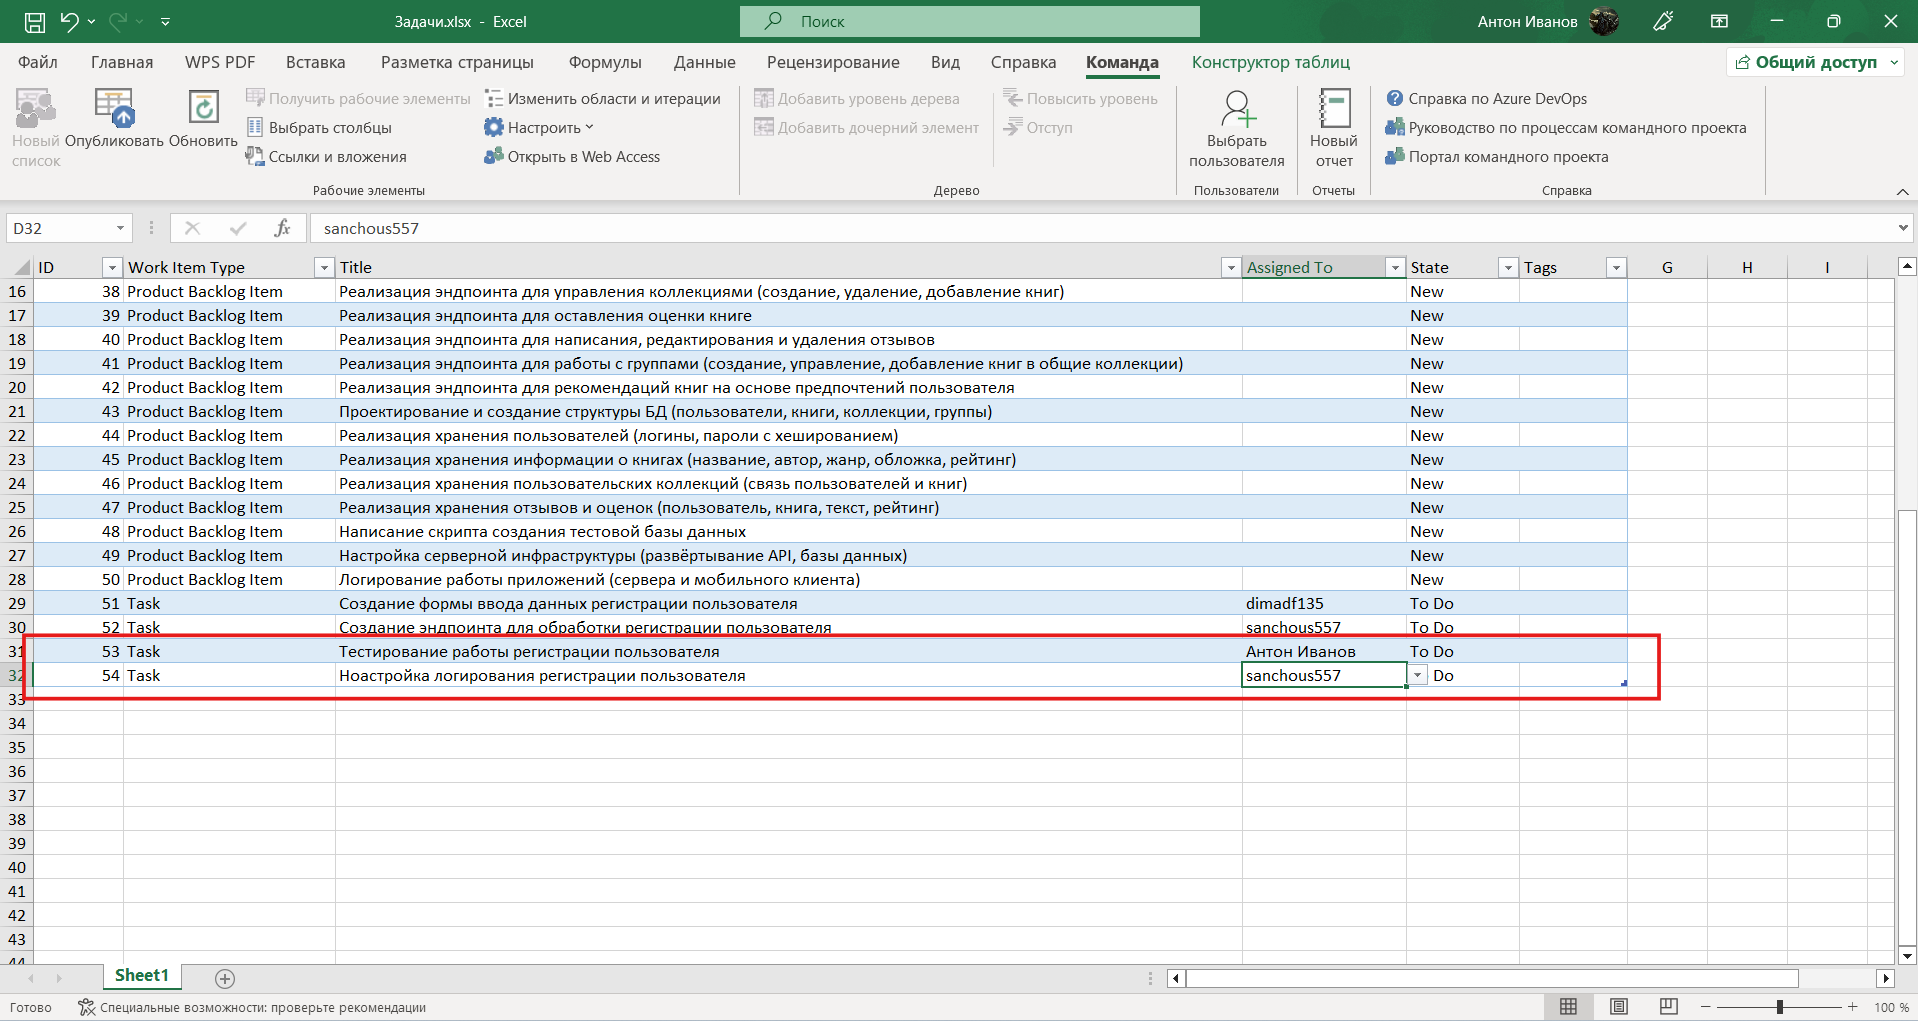 Задачи.xlsx - Excel
Поиск
Антон Иванов
Файл Главная WPS PDF Вставка Разметка страницы Формулы Данные Рецензирование Вид Справка Команда Конструктор таблиц Общий доступ
Новый список
Опубликовать
Обновить
Получить рабочие элементы
Выбрать столбцы
Ссылки и вложения
Изменить области и итерации
Настроить
Открыть в Web Access
Рабочие элементы
Добавить уровень дерева
Добавить дочерний элемент
Повысить уровень
Отступ
Дерево
Выбрать пользователя
Пользователи
Новый отчет
Отчеты
Справка по Azure DevOps
Руководство по процессам командного проекта
Портал командного проекта
Справка
D32 fx sanchous557
ID Work Item Type Title Assigned To State Tags G H I
16 38 Product Backlog Item Реализация эндпоинта для управления коллекциями (создание, удаление, добавление книг) New
17 39 Product Backlog Item Реализация эндпоинта для оставления оценки книге New
18 40 Product Backlog Item Реализация эндпоинта для написания, редактирования и удаления отзывов New
19 41 Product Backlog Item Реализация эндпоинта для работы с группами (создание, управление, добавление книг в общие коллекции) New
20 42 Product Backlog Item Реализация эндпоинта для рекомендаций книг на основе предпочтений пользователя New
21 43 Product Backlog Item Проектирование и создание структуры БД (пользователи, книги, коллекции, группы) New
22 44 Product Backlog Item Реализация хранения пользователей (логины, пароли с хешированием) New
23 45 Product Backlog Item Реализация хранения информации о книгах (название, автор, жанр, обложка, рейтинг) New
24 46 Product Backlog Item Реализация хранения пользовательских коллекций (связь пользователей и книг) New
25 47 Product Backlog Item Реализация хранения отзывов и оценок (пользователь, книга, текст, рейтинг) New
26 48 Product Backlog Item Написание скрипта создания тестовой базы данных New
27 49 Product Backlog Item Настройка серверной инфраструктуры (развёртывание API, базы данных) New
28 50 Product Backlog Item Логирование работы приложений (сервера и мобильного клиента) New
29 51 Task Создание формы ввода данных регистрации пользователя dimadf135 To Do
30 52 Task Создание эндпоинта для обработки регистрации пользователя sanchous557 To Do
31 53 Task Тестирование работы регистрации пользователя Антон Иванов To Do
32 54 Task Ноастройка логирования регистрации пользователя sanchous557 Do
33
34
35
36
37
38
39
40
41
42
43
44
Sheet1
Готово Специальные возможности: проверьте рекомендации 100 %